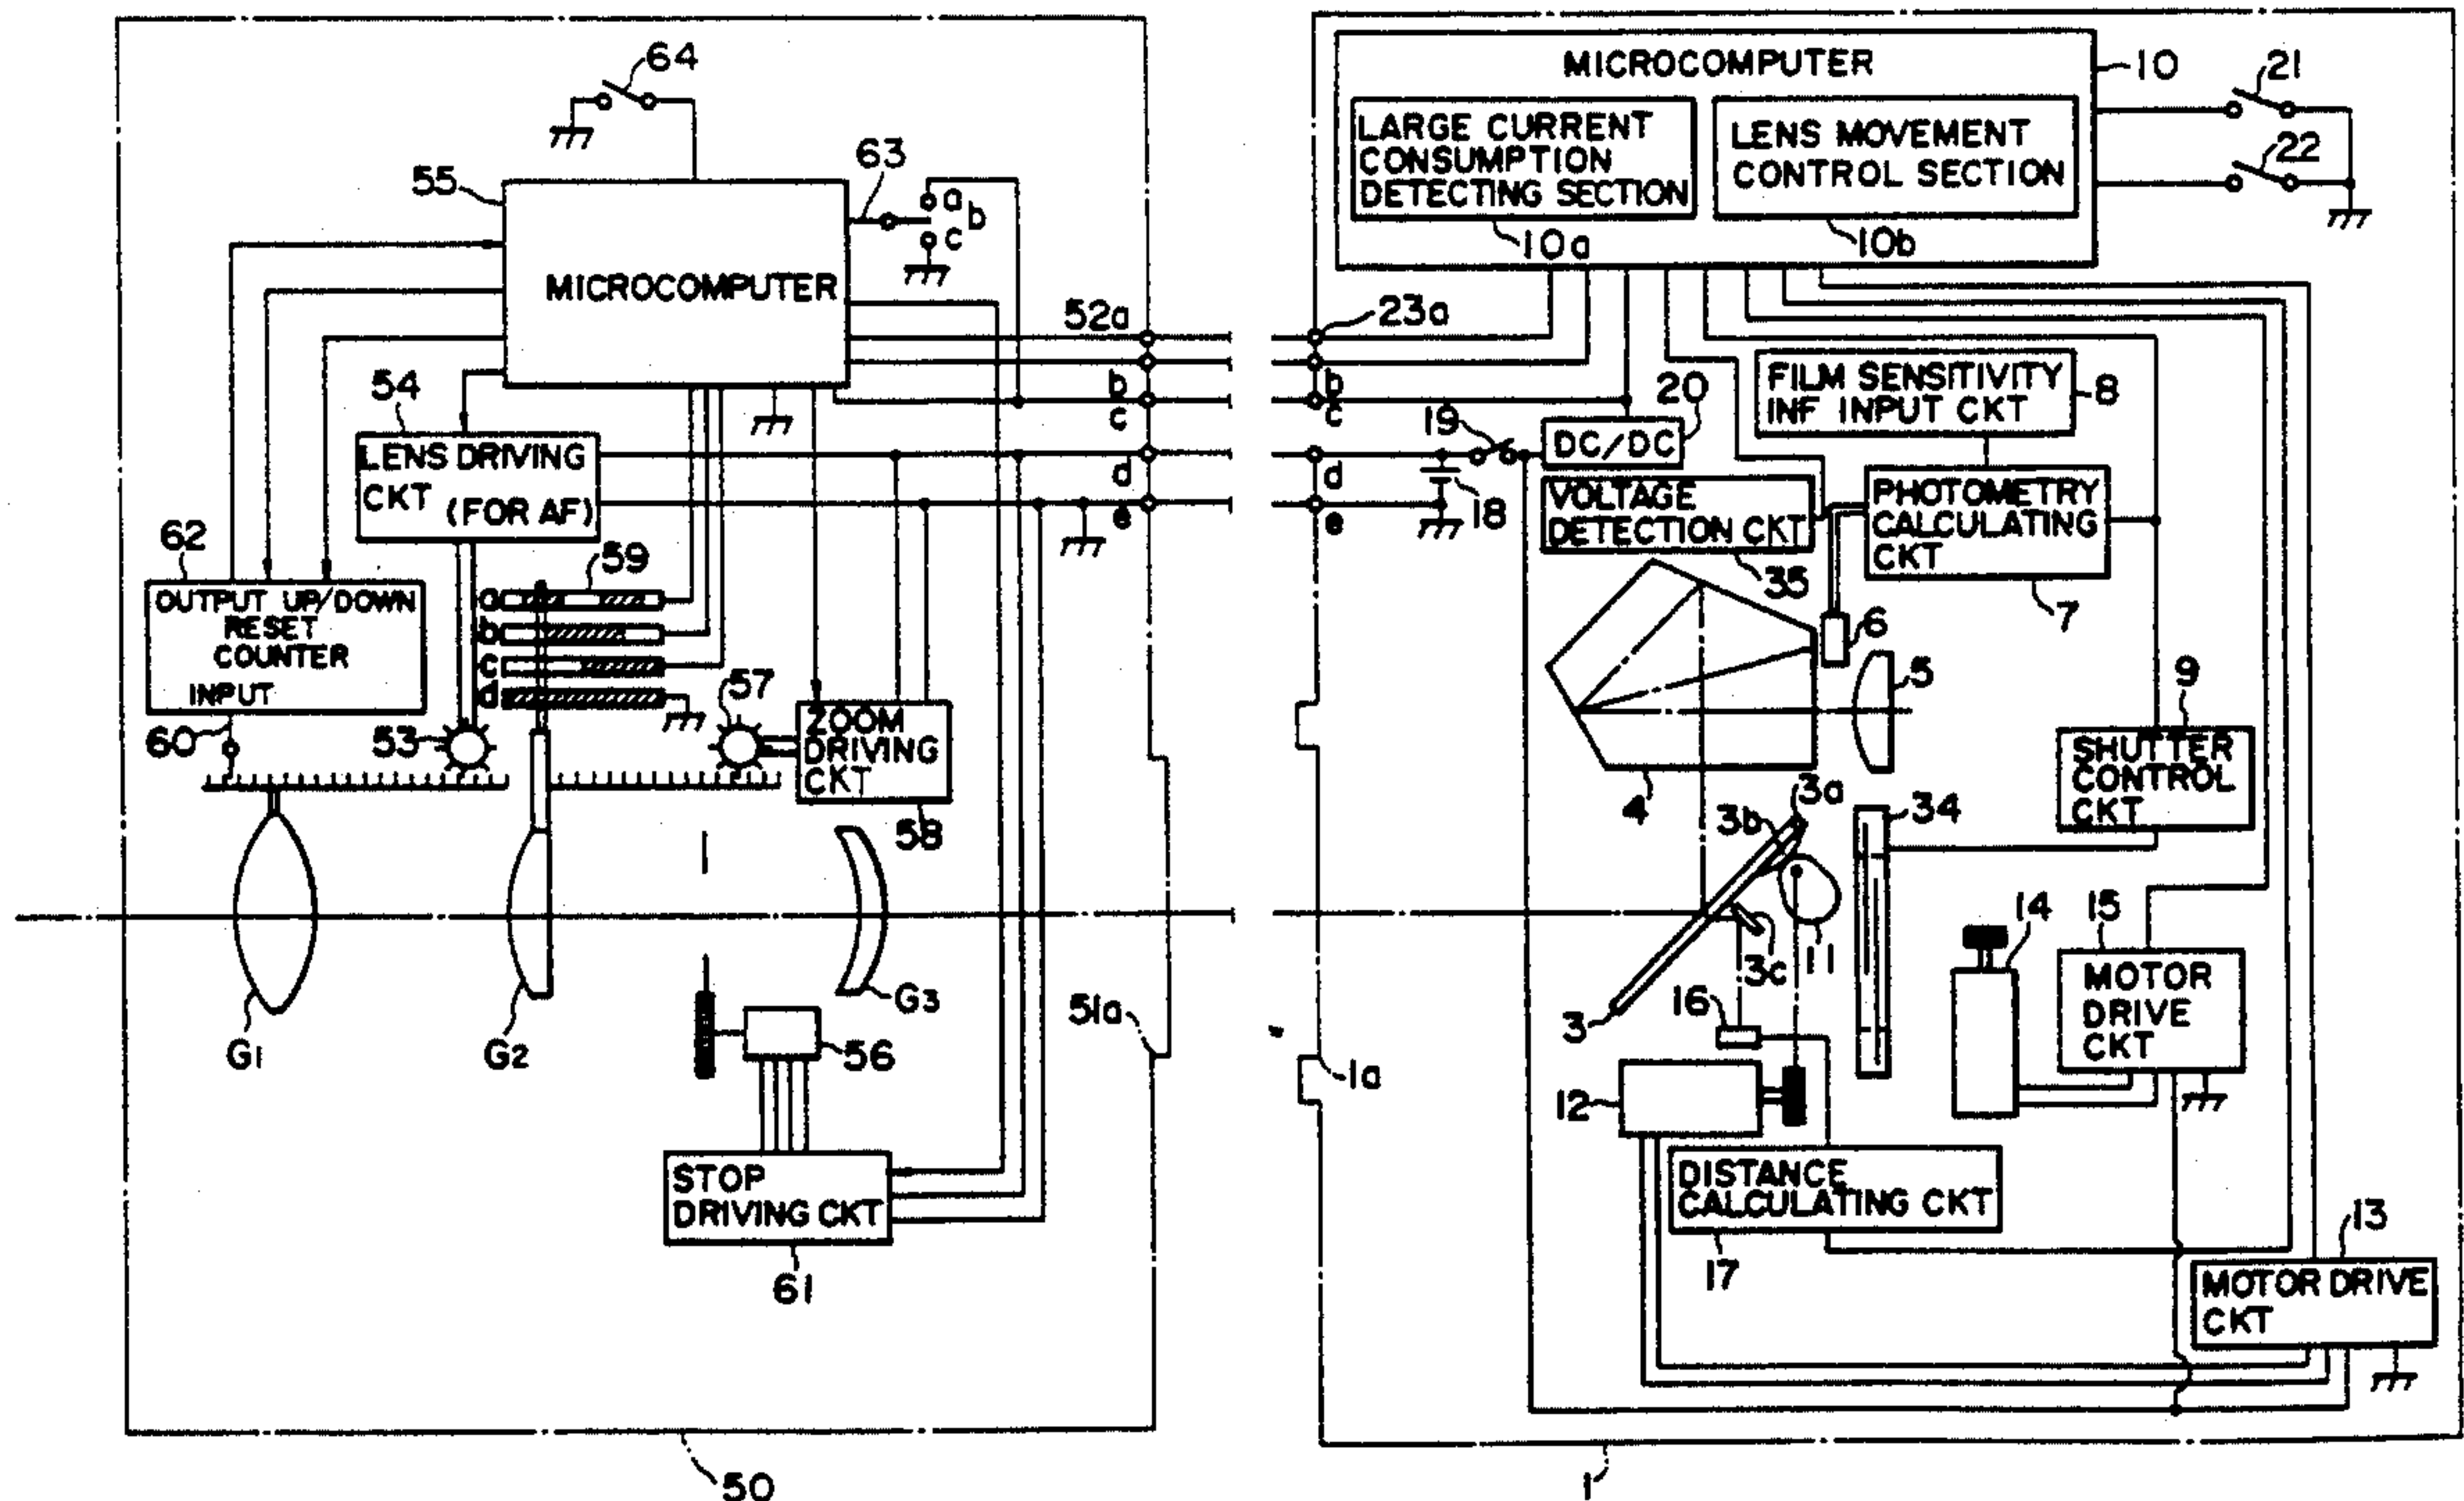 64
63
55
a
b
c
MICROCOMPUTER
52a
b
c
d
e
54
LENS DRIVING
CKT (FOR AF)
62
OUTPUT UP/DOWN
RESET
COUNTER
INPUT
59
a
b
c
d
57
60
53
ZOOM
DRIVING
CKT
58
G1
G2
G3
56
51a
STOP
DRIVING CKT
61
50
MICROCOMPUTER
10
LARGE CURRENT
CONSUMPTION
DETECTING SECTION
LENS MOVEMENT
CONTROL SECTION
10a
10b
21
22
23a
b
c
d
e
19
20
DC/DC
18
FILM SENSITIVITY
INF INPUT CKT
8
VOLTAGE
DETECTION CKT
35
PHOTOMETRY
CALCULATING
CKT
7
6
5
9
4
SHUTTER
CONTROL
CKT
3a
3b
34
3c
11
3
14
15
MOTOR
DRIVE
CKT
16
1a
12
DISTANCE
CALCULATING CKT
17
13
MOTOR DRIVE
CKT
1